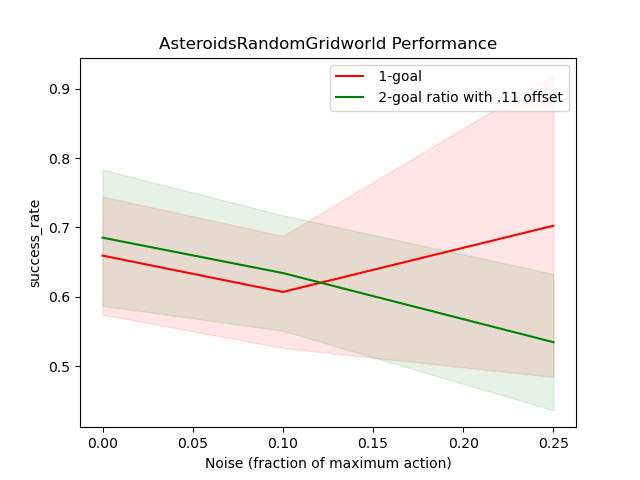 AsteroidsRandomGridworld Performance
1-goal
2-goal ratio with .11 offset
success_rate
0.9
0.8
0.7
0.6
0.5
0.00 0.05 0.10 0.15 0.20 0.25
Noise (fraction of maximum action)